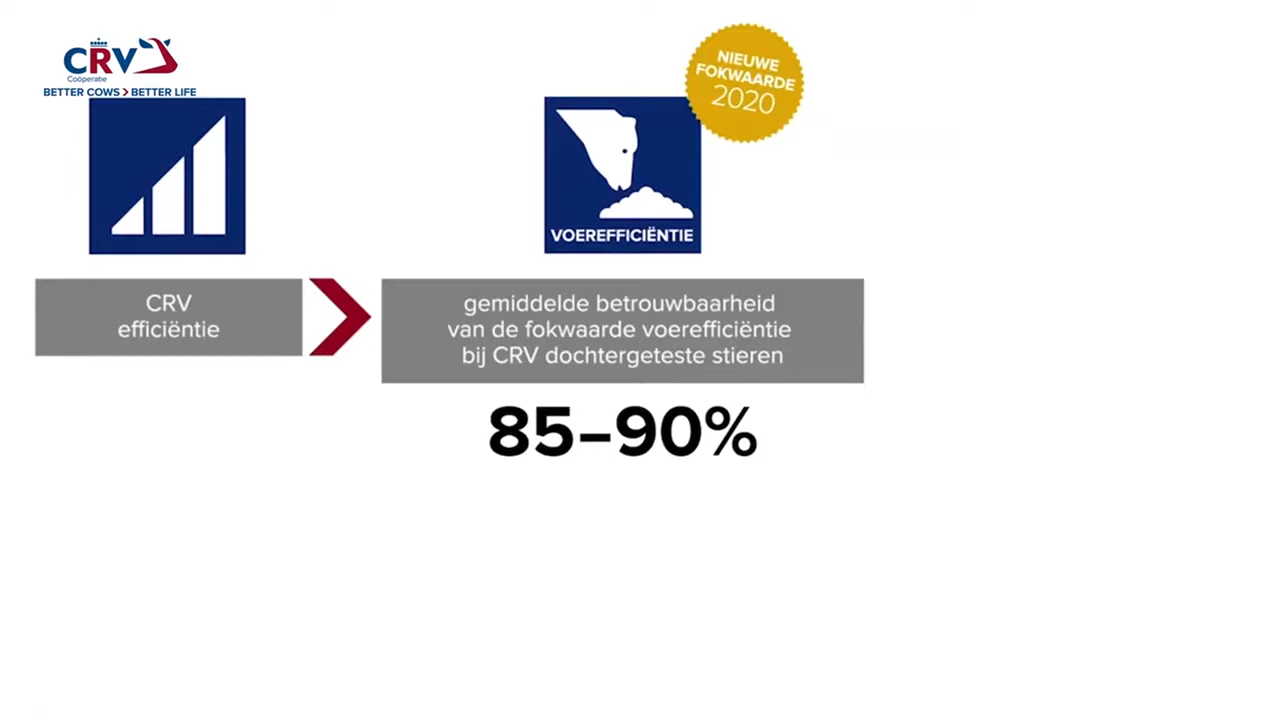 CRV
Coöperatie
BETTER COWS > BETTER LIFE
NIEUWE
FOKWAARDE
2020
VOEREFFICIËNTIE
CRV
efficiëntie
gemiddelde betrouwbaarheid
van de fokwaarde voerefficiëntie
bij CRV dochtergeteste stieren
85–90%